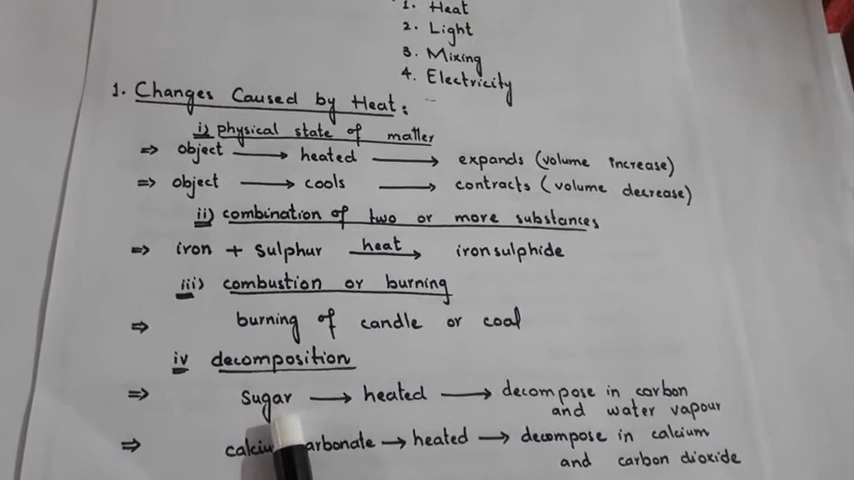 1. Heat
2. Light
3. Mixing
4. Electricity
1. Changes Caused by Heat:
i) physical state of matter
⇒ object → heated → expands (volume increase)
⇒ object → cools → contracts (volume decrease)
ii) combination of two or more substances
⇒ iron + sulphur heat → iron sulphide
iii) combustion or burning
⇒ burning of candle or coal
iv decomposition
⇒ sugar → heated → decompose in carbon
and water vapour
⇒ → heated → decompose in calcium
and carbon dioxide